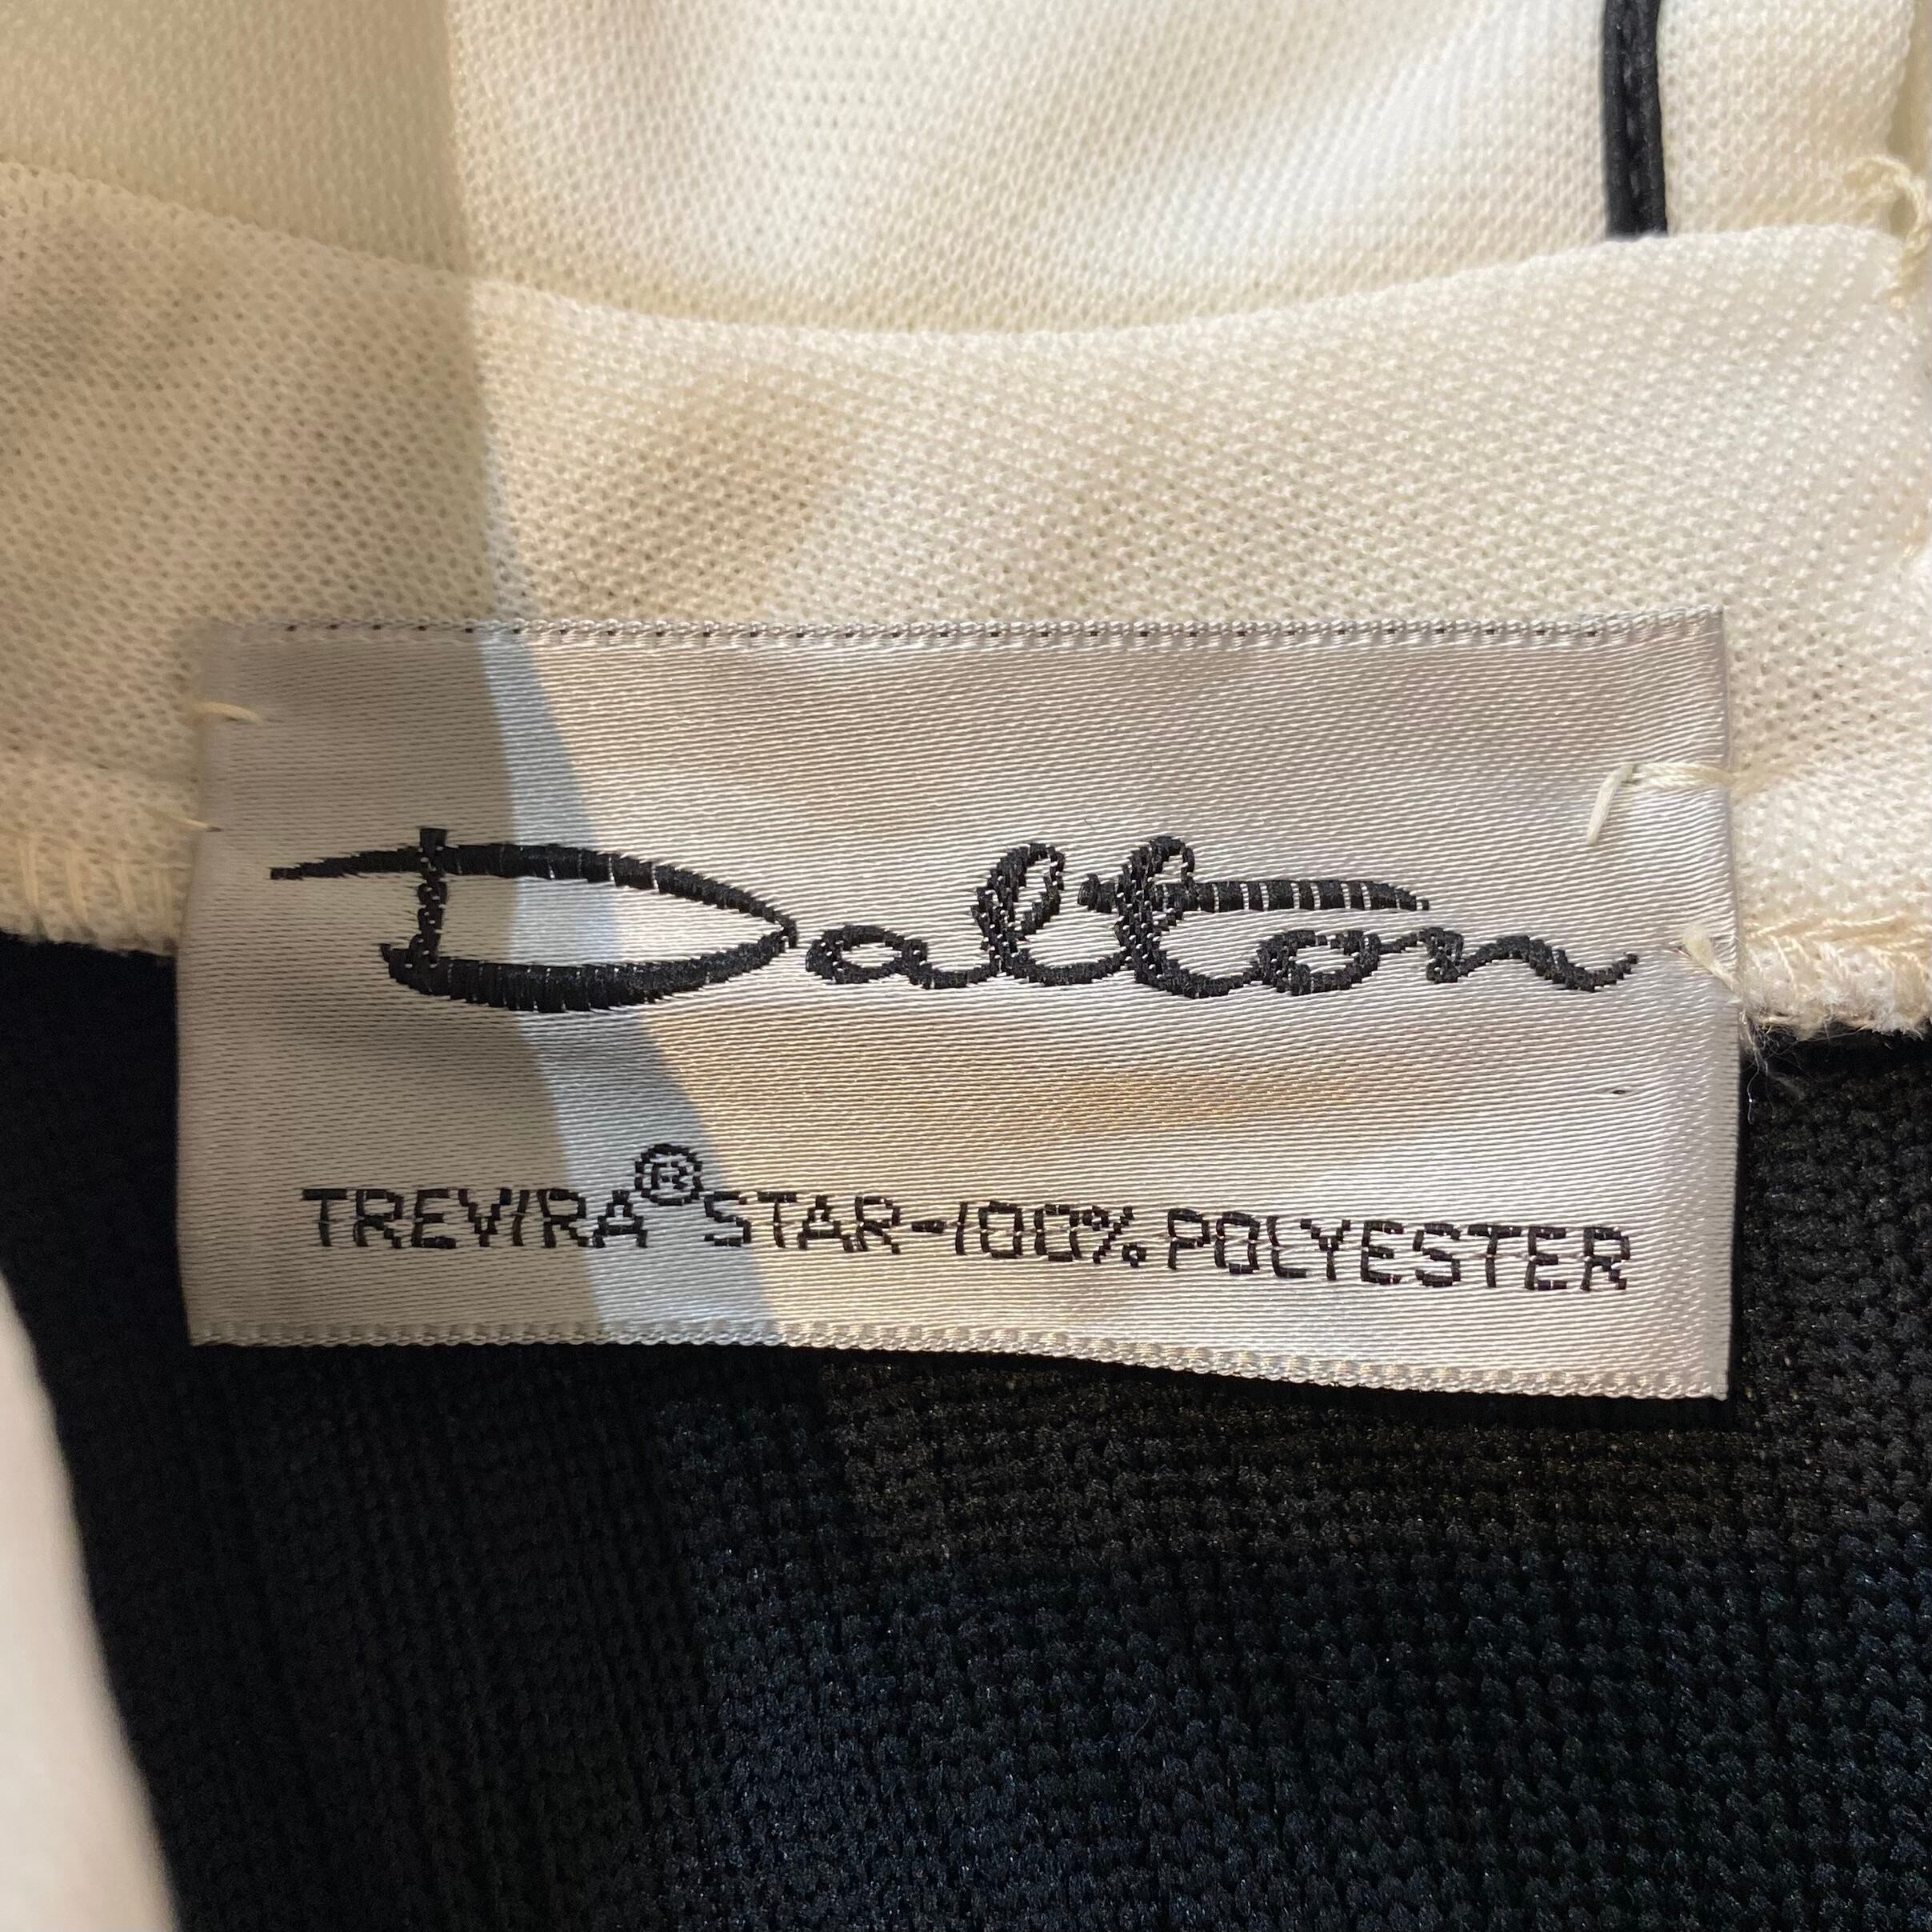 Dalton
TREVIRA® STAR-100% POLYESTER